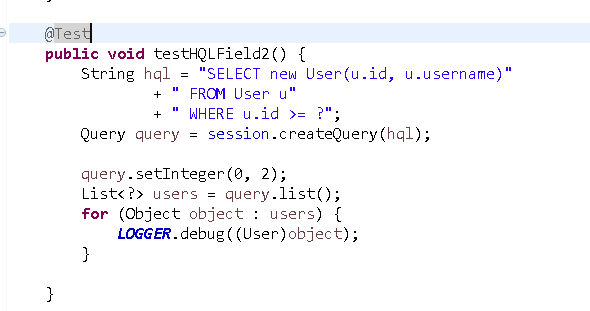 @Test
public void testHQLField2() {
String hql = "SELECT new User(u.id, u.username)"
+ " FROM User u"
+ " WHERE u.id >= ?";
Query query = session.createQuery(hql);
query.setInteger(0, 2);
List<?> users = query.list();
for (Object object : users) {
LOGGER.debug((User)object);
}
}